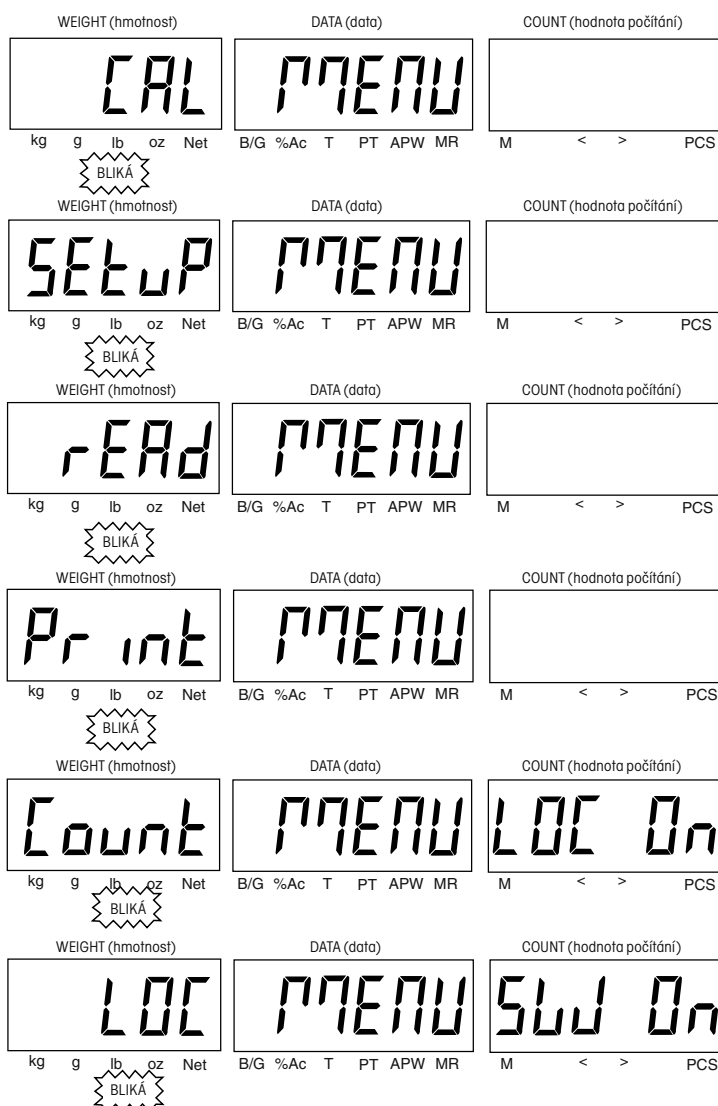 WEIGHT (hmotnost) DATA (data) COUNT (hodnota počítání)
CAL MENU
kg g lb oz Net B/G %Ac T PT APW MR M < > PCS
BLIKÁ
WEIGHT (hmotnost) DATA (data) COUNT (hodnota počítání)
SEtuP MENU
kg g lb oz Net B/G %Ac T PT APW MR M < > PCS
BLIKÁ
WEIGHT (hmotnost) DATA (data) COUNT (hodnota počítání)
rEAd MENU
kg g lb oz Net B/G %Ac T PT APW MR M < > PCS
BLIKÁ
WEIGHT (hmotnost) DATA (data) COUNT (hodnota počítání)
Print MENU
kg g lb oz Net B/G %Ac T PT APW MR M < > PCS
BLIKÁ
WEIGHT (hmotnost) DATA (data) COUNT (hodnota počítání)
Count MENU LOC On
kg g lb oz Net B/G %Ac T PT APW MR M < > PCS
BLIKÁ
WEIGHT (hmotnost) DATA (data) COUNT (hodnota počítání)
LOC MENU SW On
kg g lb oz Net B/G %Ac T PT APW MR M < > PCS
BLIKÁ